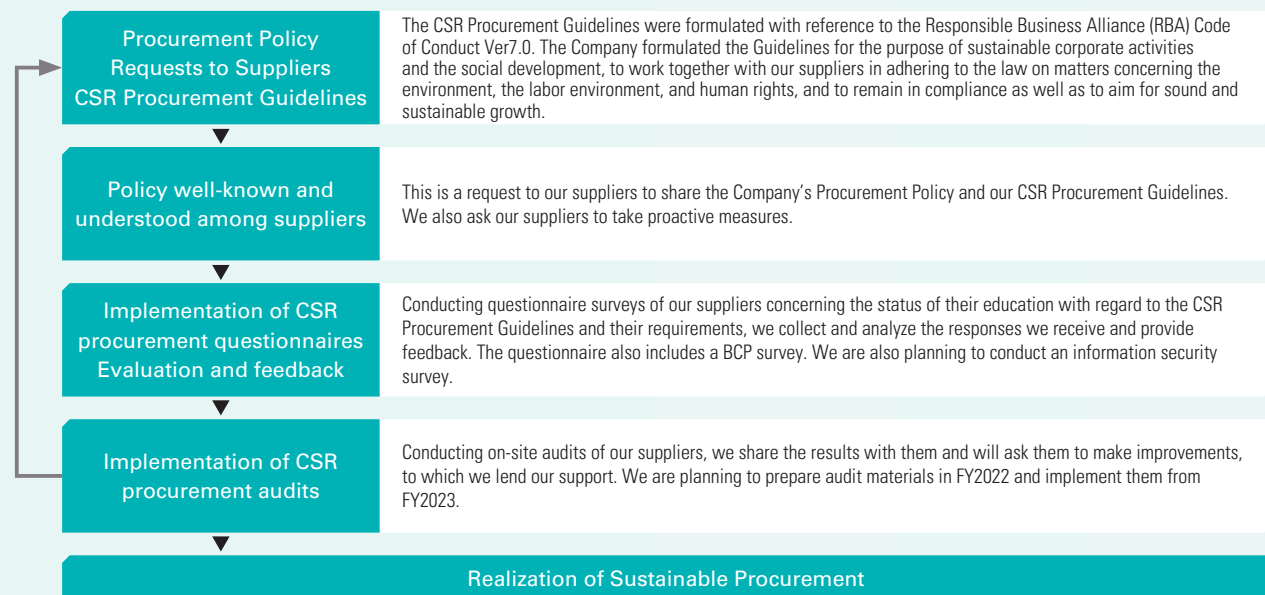 Procurement Policy
Requests to Suppliers
CSR Procurement Guidelines
The CSR Procurement Guidelines were formulated with reference to the Responsible Business Alliance (RBA) Code
of Conduct Ver7.0. The Company formulated the Guidelines for the purpose of sustainable corporate activities
and the social development, to work together with our suppliers in adhering to the law on matters concerning the
environment, the labor environment, and human rights, and to remain in compliance as well as to aim for sound and
sustainable growth.
Policy well-known and
understood among suppliers
This is a request to our suppliers to share the Company's Procurement Policy and our CSR Procurement Guidelines.
We also ask our suppliers to take proactive measures.
Implementation of CSR
procurement questionnaires
Evaluation and feedback
Conducting questionnaire surveys of our suppliers concerning the status of their education with regard to the CSR
Procurement Guidelines and their requirements, we collect and analyze the responses we receive and provide
feedback. The questionnaire also includes a BCP survey. We are also planning to conduct an information security
survey.
Implementation of CSR
procurement audits
Conducting on-site audits of our suppliers, we share the results with them and will ask them to make improvements,
to which we lend our support. We are planning to prepare audit materials in FY2022 and implement them from
FY2023.
Realization of Sustainable Procurement